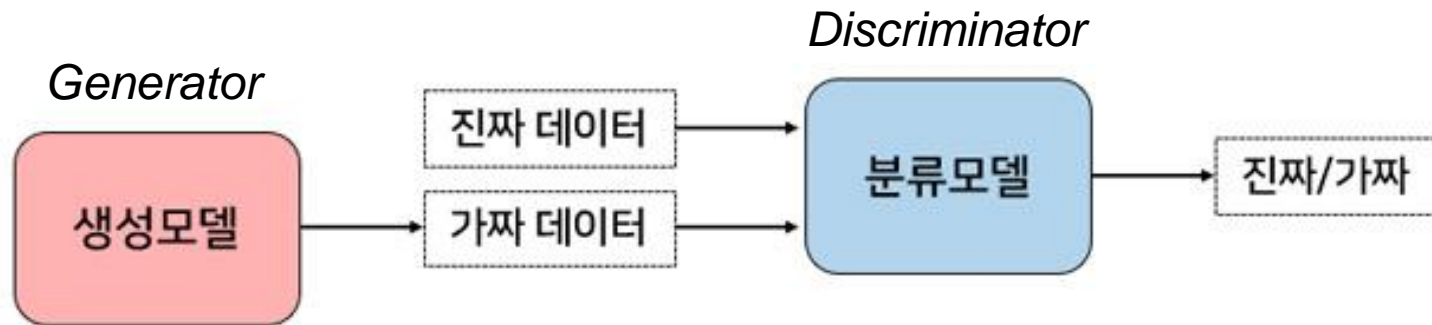 Discriminator
Generator
진짜 데이터
분류모델
진짜/가짜
생성모델
가짜 데이터